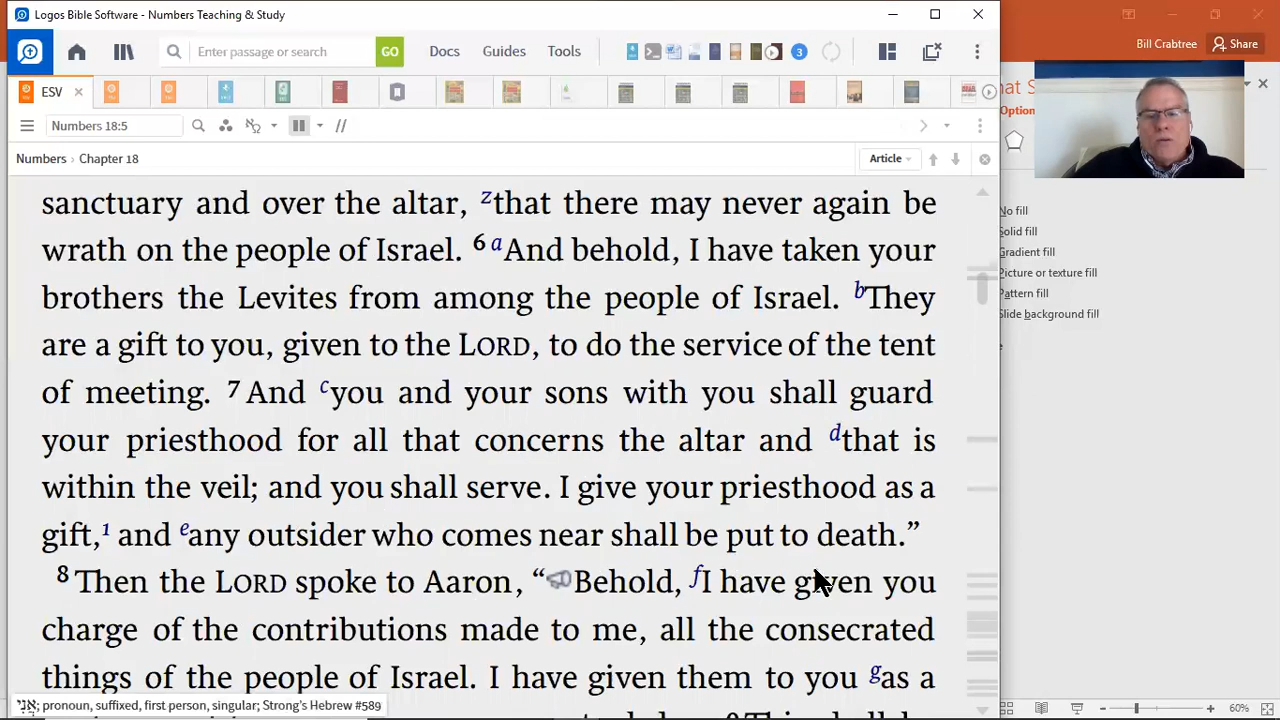 Logos Bible Software - Numbers Teaching & Study
Enter passage or search
GO
Docs
Guides
Tools
3
Bill Crabtree
Share
ESV
Numbers 18:5
Numbers › Chapter 18
Article
sanctuary and over the altar, zthat there may never again be
wrath on the people of Israel. 6 aAnd behold, I have taken your
brothers the Levites from among the people of Israel. bThey
are a gift to you, given to the LORD, to do the service of the tent
of meeting. 7 And cyou and your sons with you shall guard
your priesthood for all that concerns the altar and dthat is
within the veil; and you shall serve. I give your priesthood as a
gift,1 and eany outsider who comes near shall be put to death.”
8 Then the LORD spoke to Aaron, “Behold, fI have given you
charge of the contributions made to me, all the consecrated
things of the people of Israel. I have given them to you gas a
אֲנִי; pronoun, suffixed, first person, singular; Strong's Hebrew #589
Option
No fill
Solid fill
Gradient fill
Picture or texture fill
Pattern fill
Slide background fill
60%